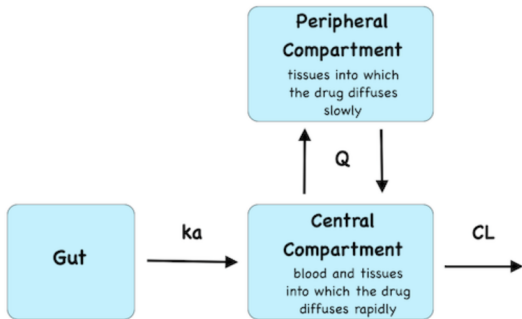 Peripheral
Compartment
tissues into which
the drug diffuses
slowly
Q
Gut
ka
Central
Compartment
blood and tissues
into which the drug
diffuses rapidly
CL